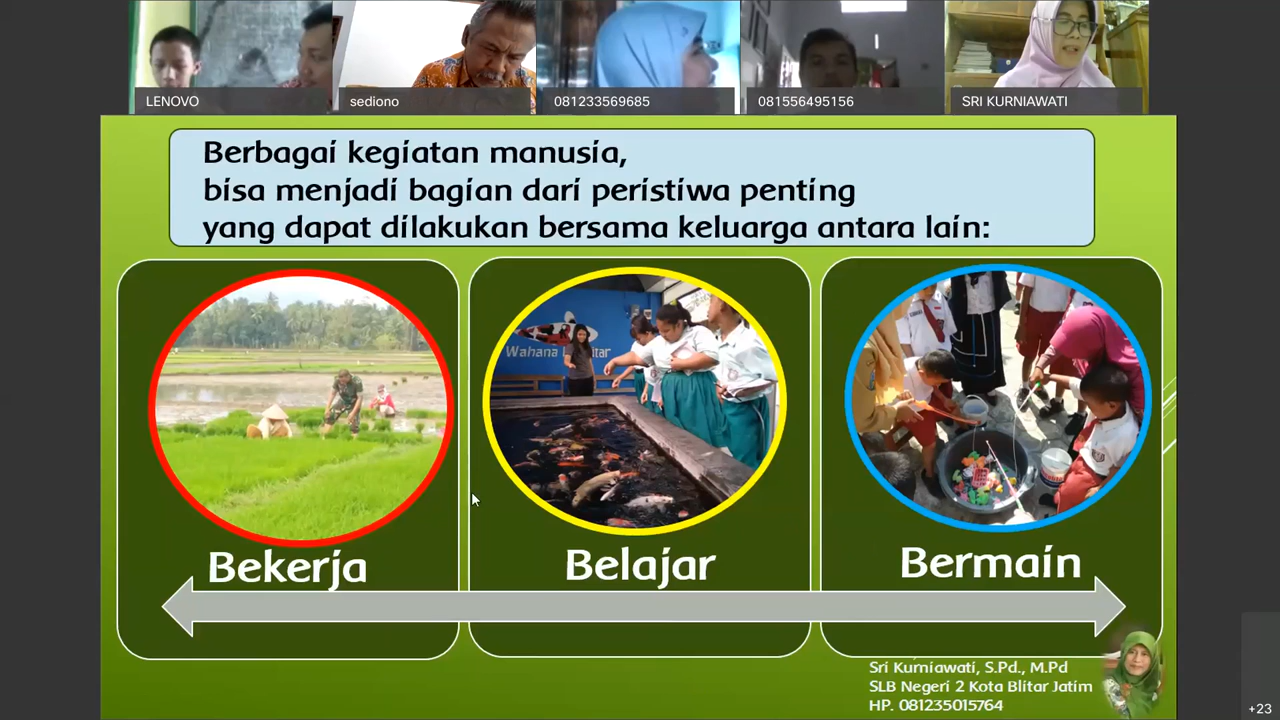 LENOVO
sediono
081233569685
081556495156
SRI KURNIAWATI
Berbagai kegiatan manusia,
bisa menjadi bagian dari peristiwa penting
yang dapat dilakukan bersama keluarga antara lain:
Wahana
Bekerja
Belajar
Bermain
Sri Kurniawati, S.Pd., M.Pd
SLB Negeri 2 Kota Blitar Jatim
HP. 081235015764
+23